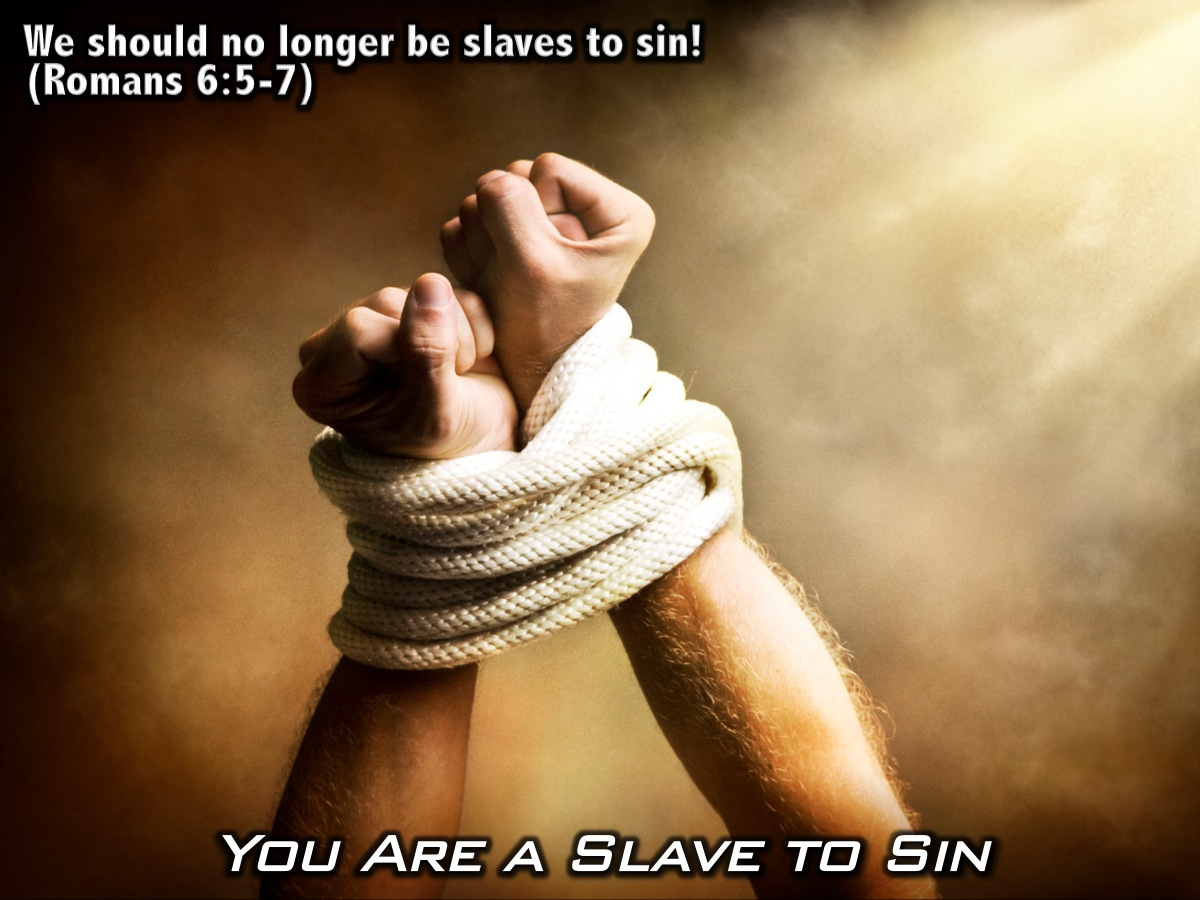 We should no longer be slaves to sin!
(Romans 6:5-7)
You Are a Slave to Sin